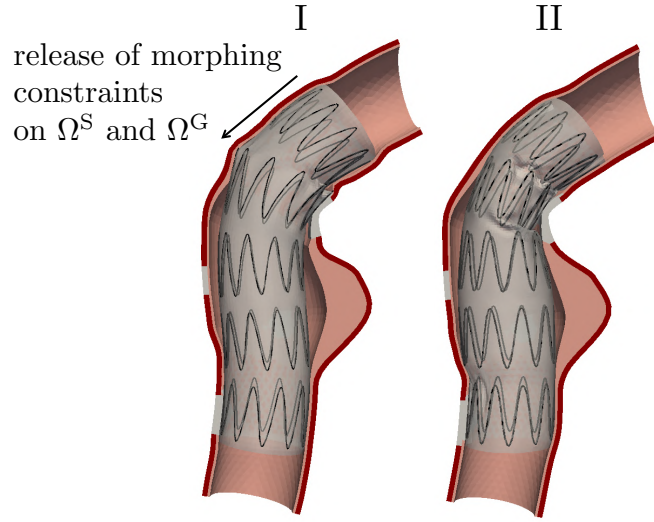 I
II
release of morphing
constraints
on Ω^S and Ω^G